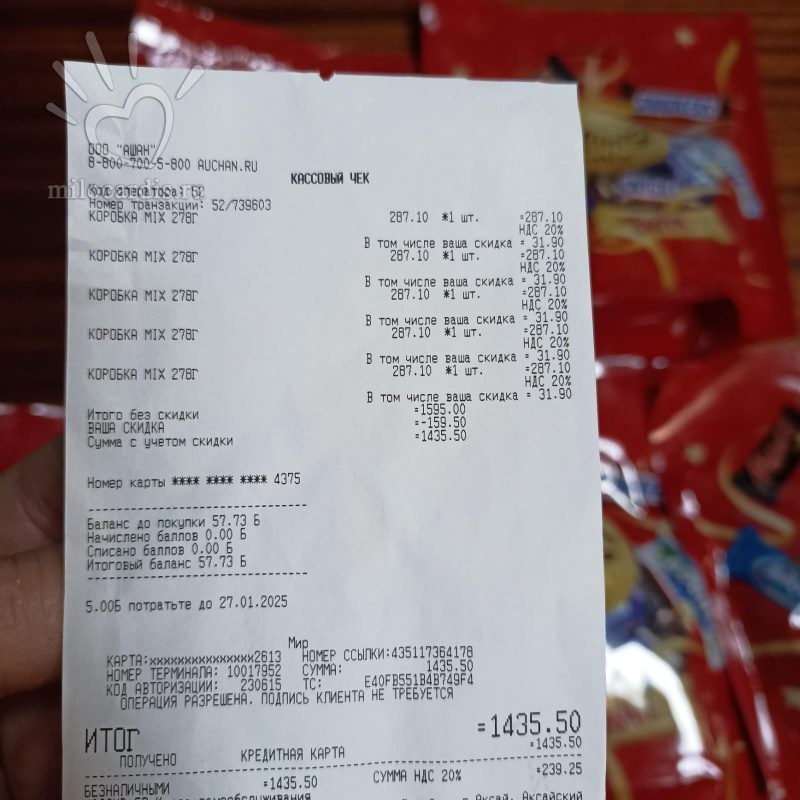 ООО "АШАН"
8-800-700-5-800 AUCHAN.RU
КАССОВЫЙ ЧЕК
Код оператора: 52
Номер транзакции: 52/739603
КОРОБКА MIX 278Г 287.10 *1 шт. =287.10
НДС 20%
В том числе ваша скидка = 31.90
КОРОБКА MIX 278Г 287.10 *1 шт. =287.10
НДС 20%
В том числе ваша скидка = 31.90
КОРОБКА MIX 278Г 287.10 *1 шт. =287.10
НДС 20%
В том числе ваша скидка = 31.90
КОРОБКА MIX 278Г 287.10 *1 шт. =287.10
НДС 20%
В том числе ваша скидка = 31.90
КОРОБКА MIX 278Г 287.10 *1 шт. =287.10
НДС 20%
В том числе ваша скидка = 31.90
Итого без скидки =1595.00
ВАША СКИДКА =-159.50
Сумма с учетом скидки =1435.50
Номер карты **** **** **** 4375
Баланс до покупки 57.73 Б
Начислено баллов 0.00 Б
Списано баллов 0.00 Б
Итоговый баланс 57.73 Б
5.00Б потратьте до 27.01.2025
Мир
КАРТА:xxxxxxxxxxxxxxx2613 НОМЕР ССЫЛКИ:435117364178
НОМЕР ТЕРМИНАЛА: 10017952 СУММА: 1435.50
КОД АВТОРИЗАЦИИ: 230615 ТС: E40FB551B4B749F4
ОПЕРАЦИЯ РАЗРЕШЕНА. ПОДПИСЬ КЛИЕНТА НЕ ТРЕБУЕТСЯ
ИТОГ =1435.50
ПОЛУЧЕНО КРЕДИТНАЯ КАРТА =1435.50
БЕЗНАЛИЧНЫМИ =1435.50 СУММА НДС 20% =239.25
самообслуживания г Аксай, Аксайский